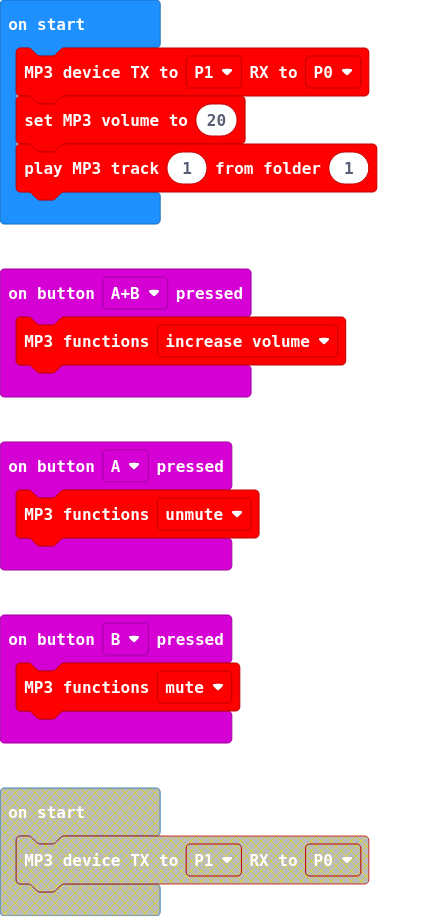 on start
MP3 device TX to P1 RX to P0
set MP3 volume to 20
play MP3 track 1 from folder 1
on button A+B pressed
MP3 functions increase volume
on button A pressed
MP3 functions unmute
on button B pressed
MP3 functions mute
on start
MP3 device TX to P1 RX to P0